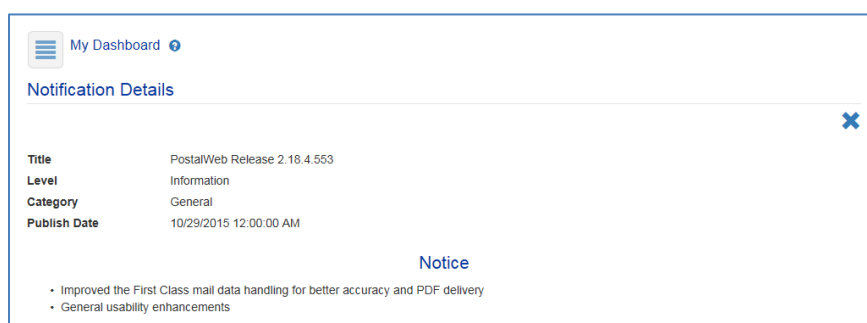 My Dashboard ?
Notification Details
Title PostalWeb Release 2.18.4.553
Level Information
Category General
Publish Date 10/29/2015 12:00:00 AM
Notice
• Improved the First Class mail data handling for better accuracy and PDF delivery
• General usability enhancements